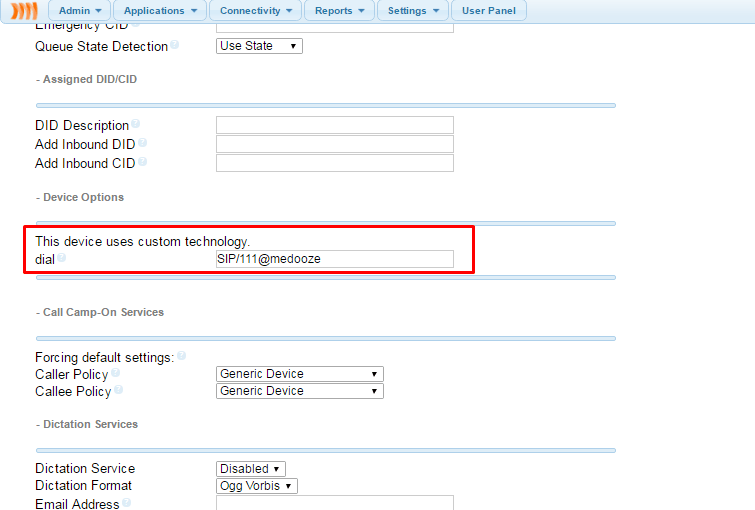 Admin Applications Connectivity Reports Settings User Panel
Emergency CID
Queue State Detection Use State
- Assigned DID/CID
DID Description
Add Inbound DID
Add Inbound CID
- Device Options
This device uses custom technology.
dial SIP/111@medooze
- Call Camp-On Services
Forcing default settings:
Caller Policy Generic Device
Callee Policy Generic Device
- Dictation Services
Dictation Service Disabled
Dictation Format Ogg Vorbis
Email Address